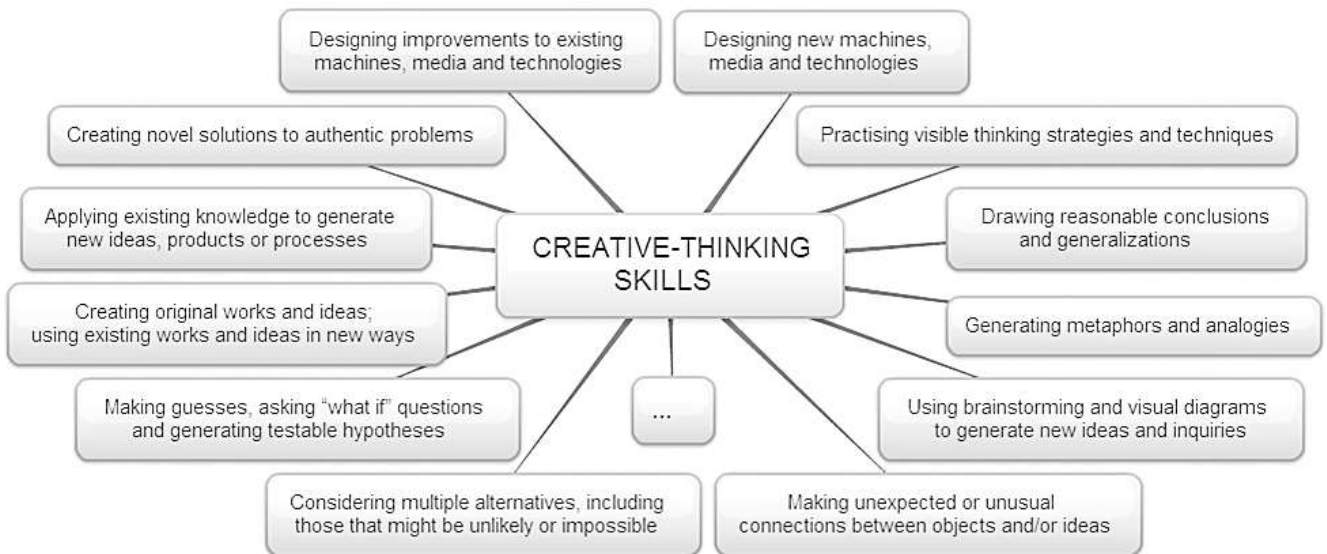 Designing improvements to existing
machines, media and technologies
Designing new machines,
media and technologies
Creating novel solutions to authentic problems
Practising visible thinking strategies and techniques
Applying existing knowledge to generate
new ideas, products or processes
Drawing reasonable conclusions
and generalizations
CREATIVE-THINKING
SKILLS
Creating original works and ideas;
using existing works and ideas in new ways
Generating metaphors and analogies
Making guesses, asking “what if” questions
and generating testable hypotheses
...
Using brainstorming and visual diagrams
to generate new ideas and inquiries
Considering multiple alternatives, including
those that might be unlikely or impossible
Making unexpected or unusual
connections between objects and/or ideas